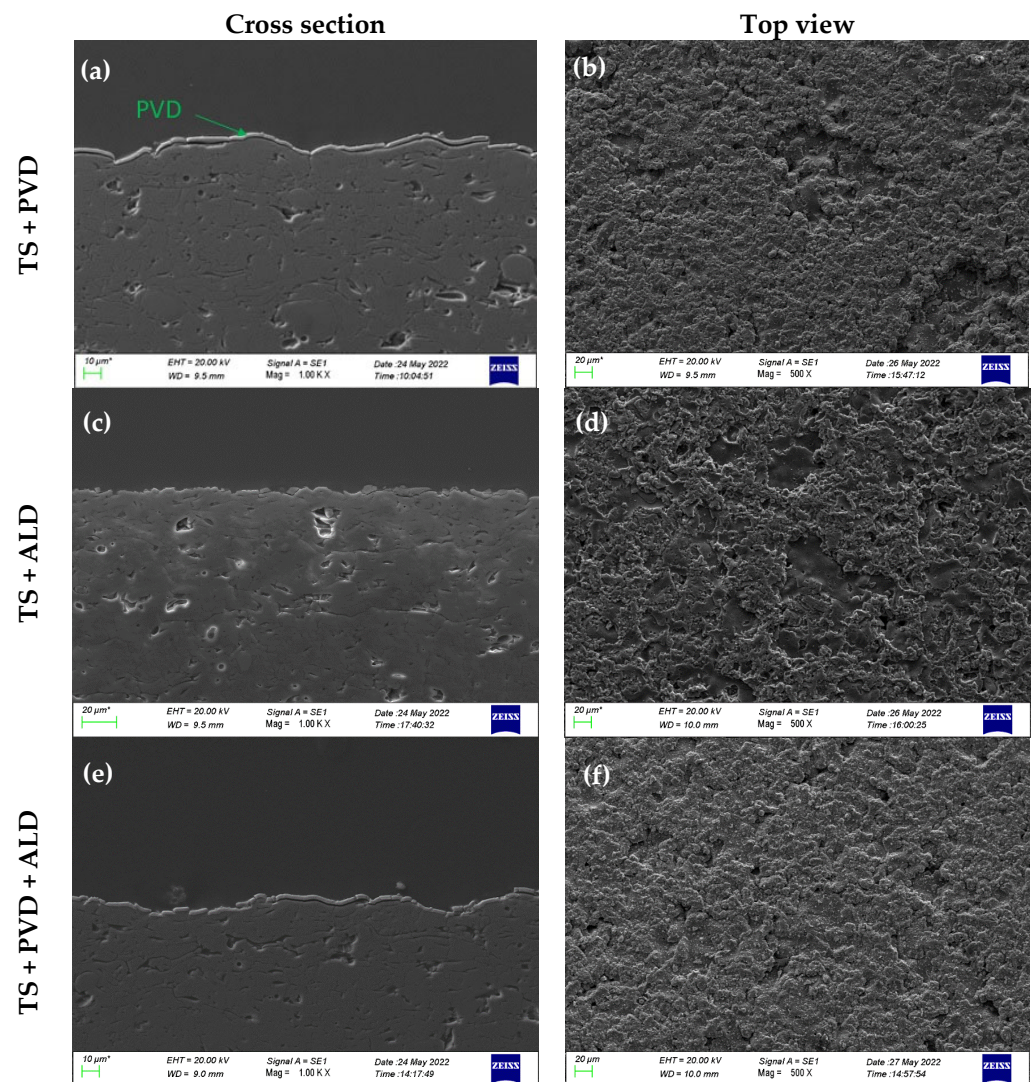 Cross section
Top view
TS + PVD
(a)
PVD
10 µm*
EHT = 20.00 kV
WD = 9.5 mm
Signal A = SE1
Mag = 1.00 K X
Date :24 May 2022
Time :10:04:51
ZEISS
(b)
20 µm*
EHT = 20.00 kV
WD = 9.5 mm
Signal A = SE1
Mag = 500 X
Date :26 May 2022
Time :15:47:12
ZEISS
TS + ALD
(c)
20 µm*
EHT = 20.00 kV
WD = 9.5 mm
Signal A = SE1
Mag = 1.00 K X
Date :24 May 2022
Time :17:40:32
ZEISS
(d)
20 µm*
EHT = 20.00 kV
WD = 10.0 mm
Signal A = SE1
Mag = 500 X
Date :26 May 2022
Time :16:00:25
ZEISS
TS + PVD + ALD
(e)
10 µm*
EHT = 20.00 kV
WD = 9.0 mm
Signal A = SE1
Mag = 1.00 K X
Date :24 May 2022
Time :14:17:49
ZEISS
(f)
20 µm
EHT = 20.00 kV
WD = 10.0 mm
Signal A = SE1
Mag = 500 X
Date :27 May 2022
Time :14:57:54
ZEISS